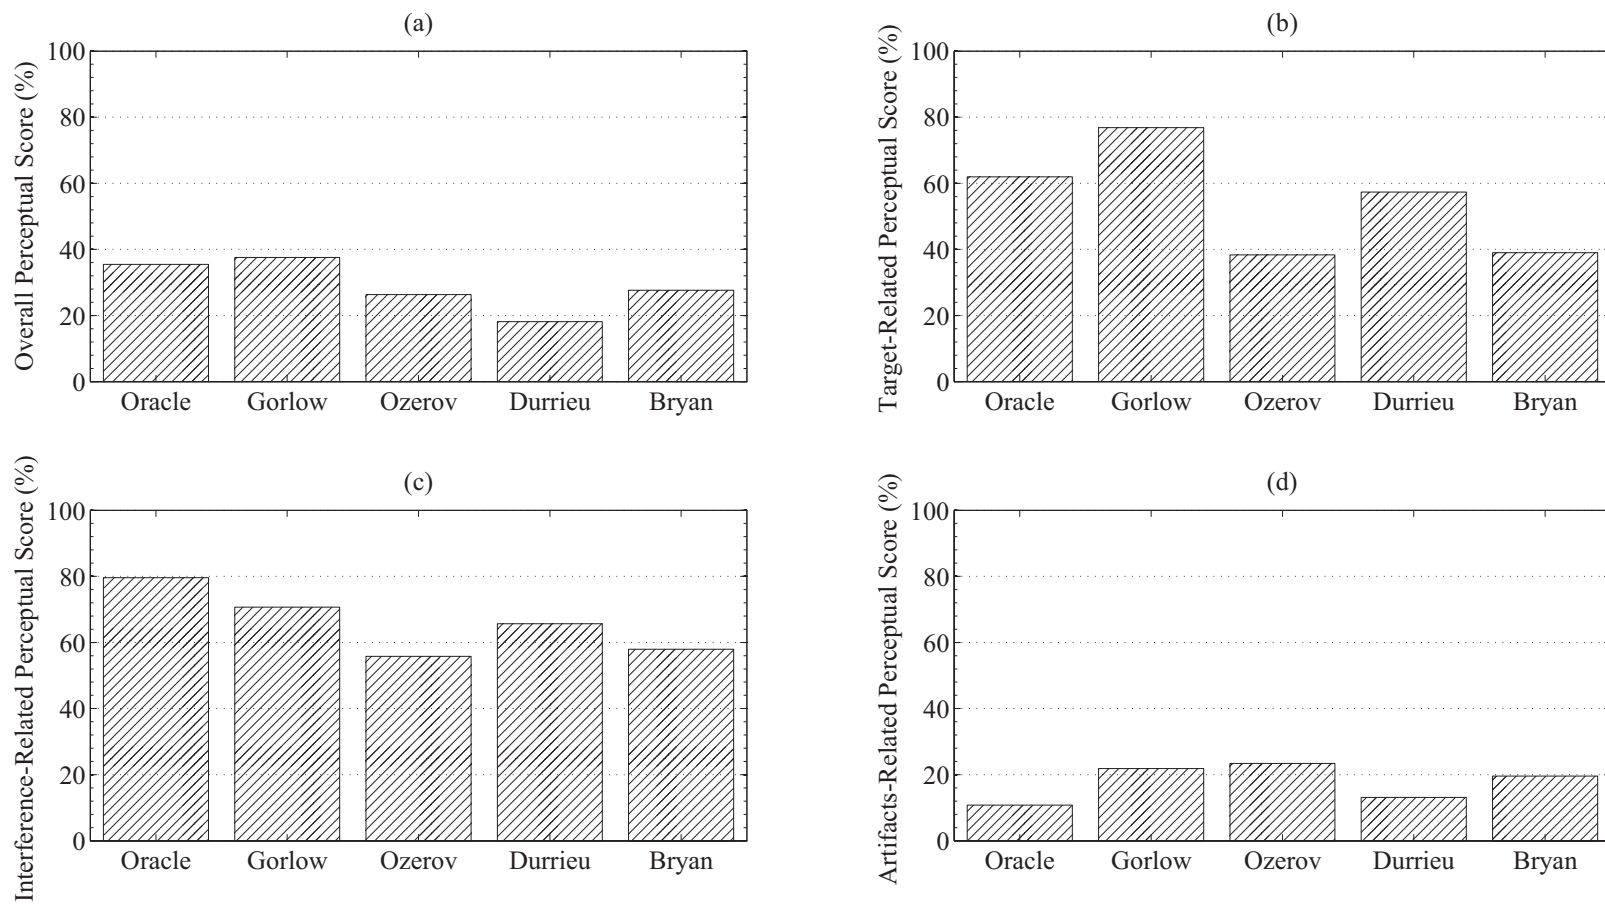 (a)
Overall Perceptual Score (%)
100
80
60
40
20
0
Oracle Gorlow Ozerov Durrieu Bryan
(b)
Target-Related Perceptual Score (%)
100
80
60
40
20
0
Oracle Gorlow Ozerov Durrieu Bryan
(c)
Interference-Related Perceptual Score (%)
100
80
60
40
20
0
Oracle Gorlow Ozerov Durrieu Bryan
(d)
Artifacts-Related Perceptual Score (%)
100
80
60
40
20
0
Oracle Gorlow Ozerov Durrieu Bryan